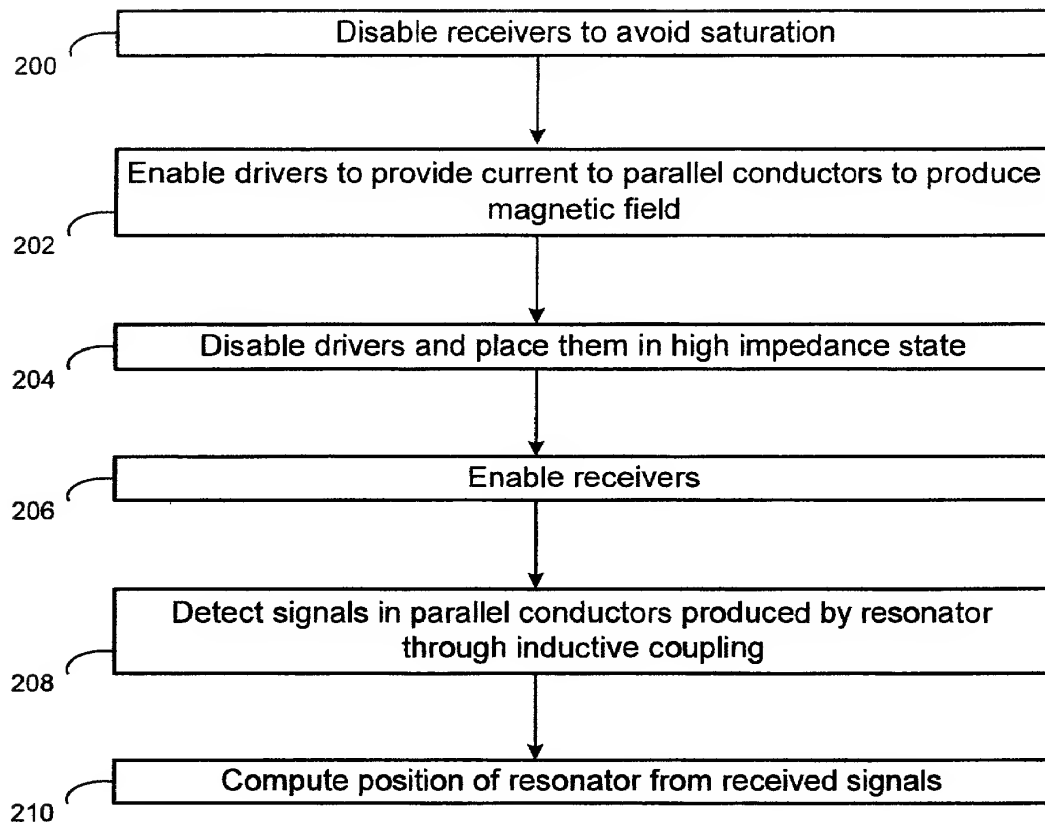 Disable receivers to avoid saturation
200
Enable drivers to provide current to parallel conductors to produce
magnetic field
202
Disable drivers and place them in high impedance state
204
Enable receivers
206
Detect signals in parallel conductors produced by resonator
through inductive coupling
208
Compute position of resonator from received signals
210